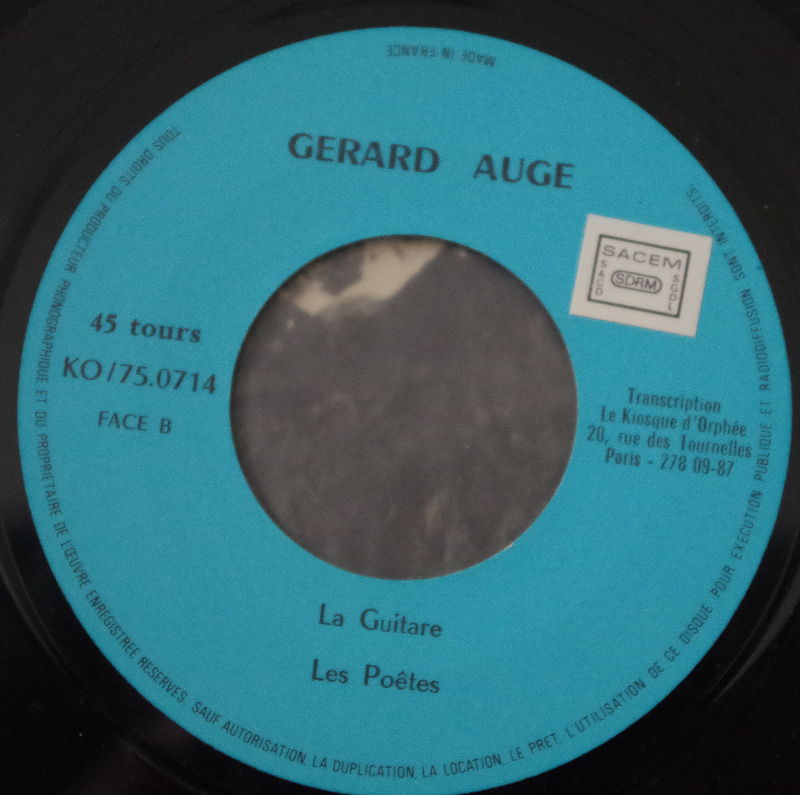 MADE IN FRANCE
GERARD AUGE
SACEM
SACD
SDRM
SGDL
45 tours
KO/75.0714
FACE B
Transcription
Le Kiosque d'Orphée
20, rue des Tournelles
Paris - 278 09-87
La Guitare
Les Poêtes
TOUS DROITS DU PRODUCTEUR PHONOGRAPHIQUE ET DU PROPRIETAIRE DE L'ŒUVRE ENREGISTREE RESERVES. SAUF AUTORISATION LA DUPLICATION, LA LOCATION, LE PRET, L'UTILISATION DE CE DISQUE POUR EXECUTION PUBLIQUE ET RADIODIFFUSION SONT INTERDITS